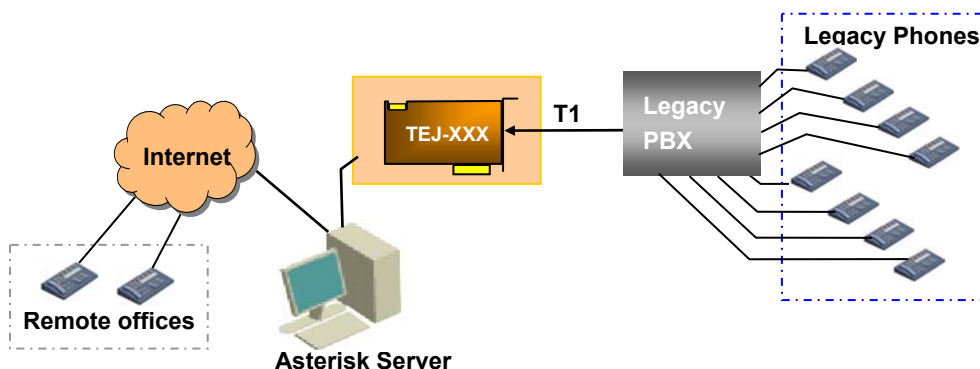 Legacy Phones
T1
Legacy
PBX
TEJ-XXX
Internet
Remote offices
Asterisk Server